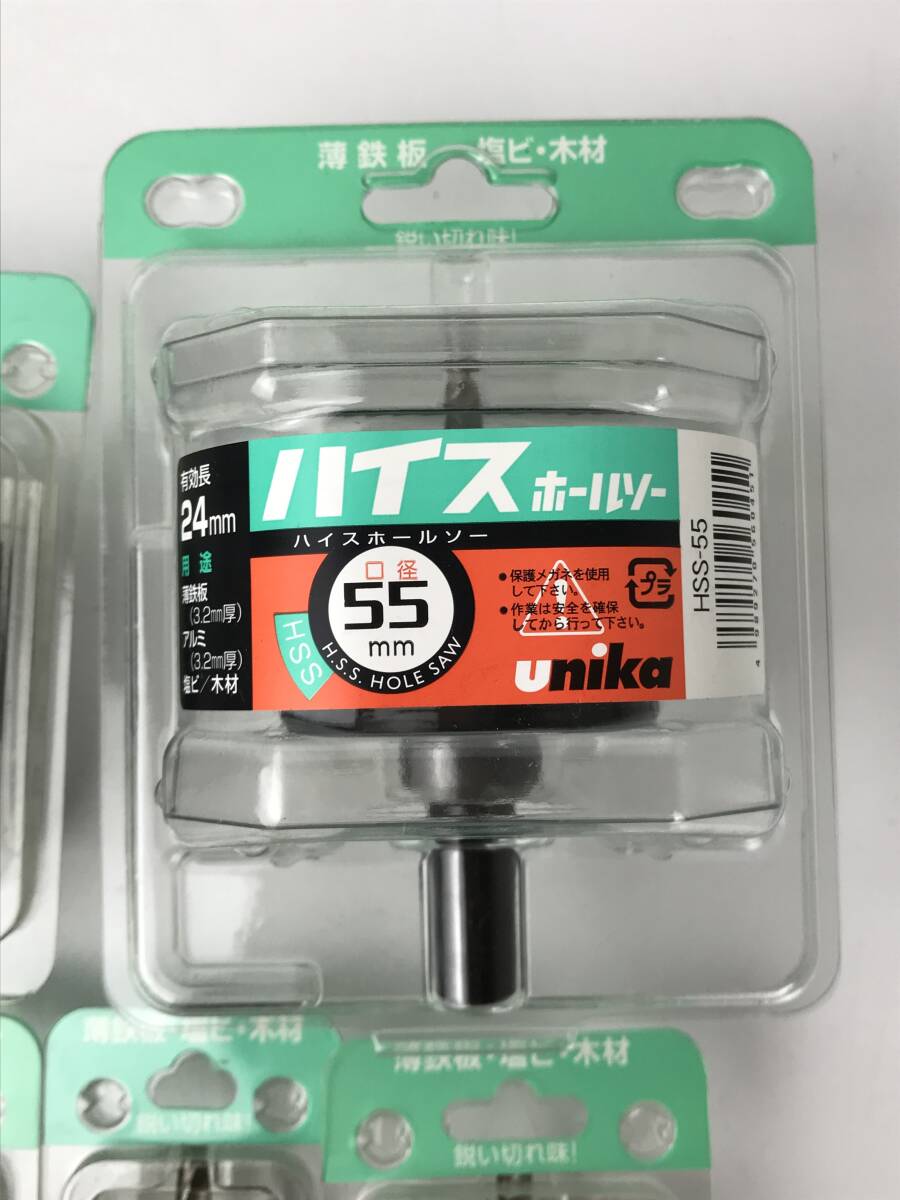 薄鉄板 塩ビ・木材
鋭い切れ味!
有効長
24mm
用途
薄鉄板
(3.2mm厚)
アルミ
(3.2mm厚)
塩ビ/木材
ハイス ホールソー
ハイスホールソー
口径
55
mm
HSS
H.S.S. HOLE SAW
●保護メガネを使用
して下さい。
●作業は安全を確保
してから行って下さい。
プラ
unika
HSS-55
薄鉄板・塩ビ・木材
鋭い切れ味!
薄鉄板・塩ビ・木材
鋭い切れ味!